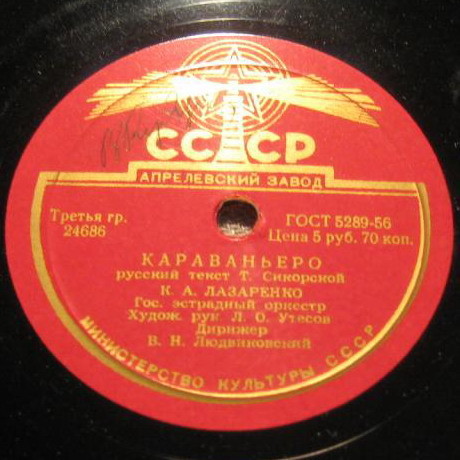 СССР
АПРЕЛЕВСКИЙ ЗАВОД
Третья гр.
24686
ГОСТ 5289-56
Цена 5 руб. 70 коп.
КАРАВАНЬЕРО
русский текст Т. Сикорской
К. А. ЛАЗАРЕНКО
Гос. эстрадный оркестр
Худож. рук Л. О. Утесов
Дирижер
В. Н. Людвиковский
МИНИСТЕРСТВО КУЛЬТУРЫ СССР